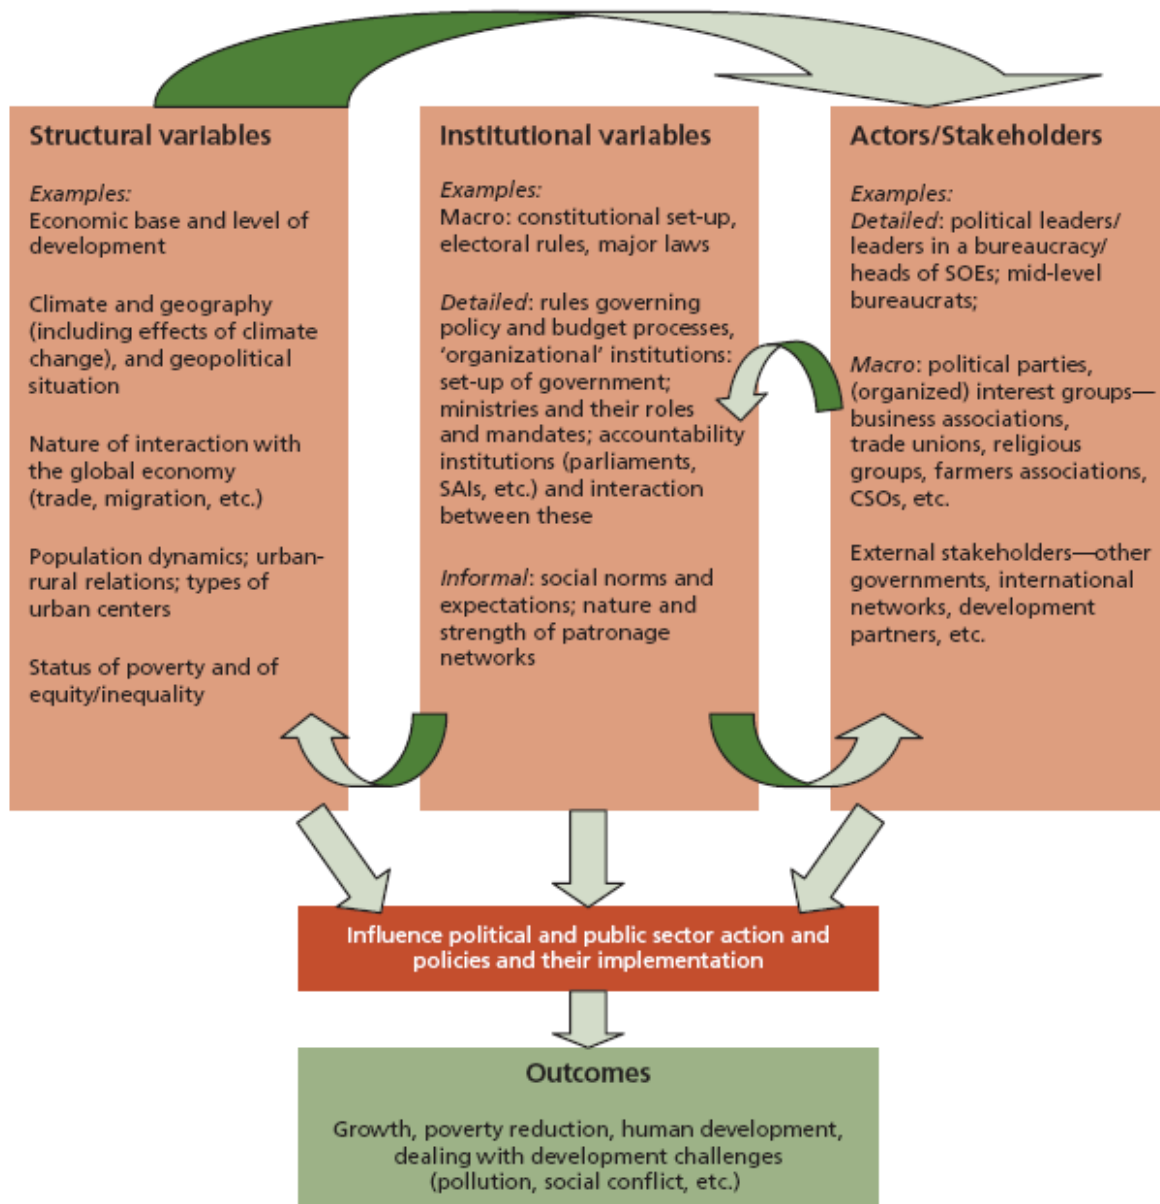 Structural variables
Examples:
Economic base and level of
development
Climate and geography
(including effects of climate
change), and geopolitical
situation
Nature of interaction with
the global economy
(trade, migration, etc.)
Population dynamics; urban-
rural relations; types of
urban centers
Status of poverty and of
equity/inequality
Institutional variables
Examples:
Macro: constitutional set-up,
electoral rules, major laws
Detailed: rules governing
policy and budget processes,
‘organizational’ institutions:
set-up of government;
ministries and their roles
and mandates; accountability
institutions (parliaments,
SAIs, etc.) and interaction
between these
Informal: social norms and
expectations; nature and
strength of patronage
networks
Actors/Stakeholders
Examples:
Detailed: political leaders/
leaders in a bureaucracy/
heads of SOEs; mid-level
bureaucrats;
Macro: political parties,
(organized) interest groups—
business associations,
trade unions, religious
groups, farmers associations,
CSOs, etc.
External stakeholders—other
governments, international
networks, development
partners, etc.
Influence political and public sector action and
policies and their implementation
Outcomes
Growth, poverty reduction, human development,
dealing with development challenges
(pollution, social conflict, etc.)